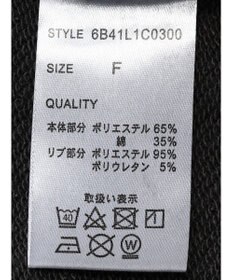 STYLE 6B41L1C0300
SIZE F
QUALITY
本体部分 ポリエステル 65%
綿 35%
リブ部分 ポリエステル 95%
ポリウレタン 5%
取扱い表示
40
W